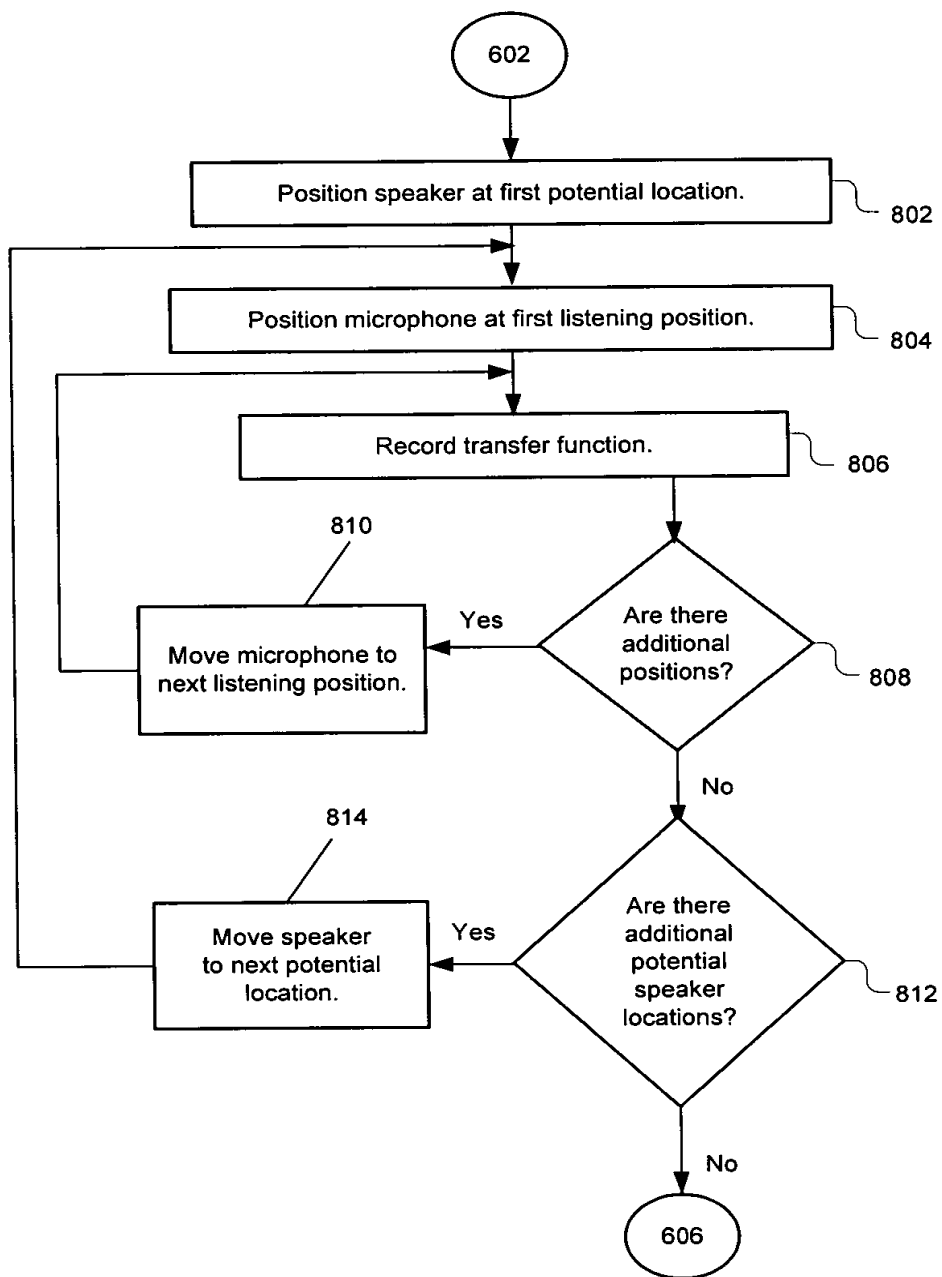 602
Position speaker at first potential location.
802
Position microphone at first listening position.
804
Record transfer function.
806
810
Yes
Are there
additional
positions?
808
Move microphone to
next listening position.
No
814
Yes
Are there
additional
potential
speaker
locations?
812
Move speaker
to next potential
location.
No
606